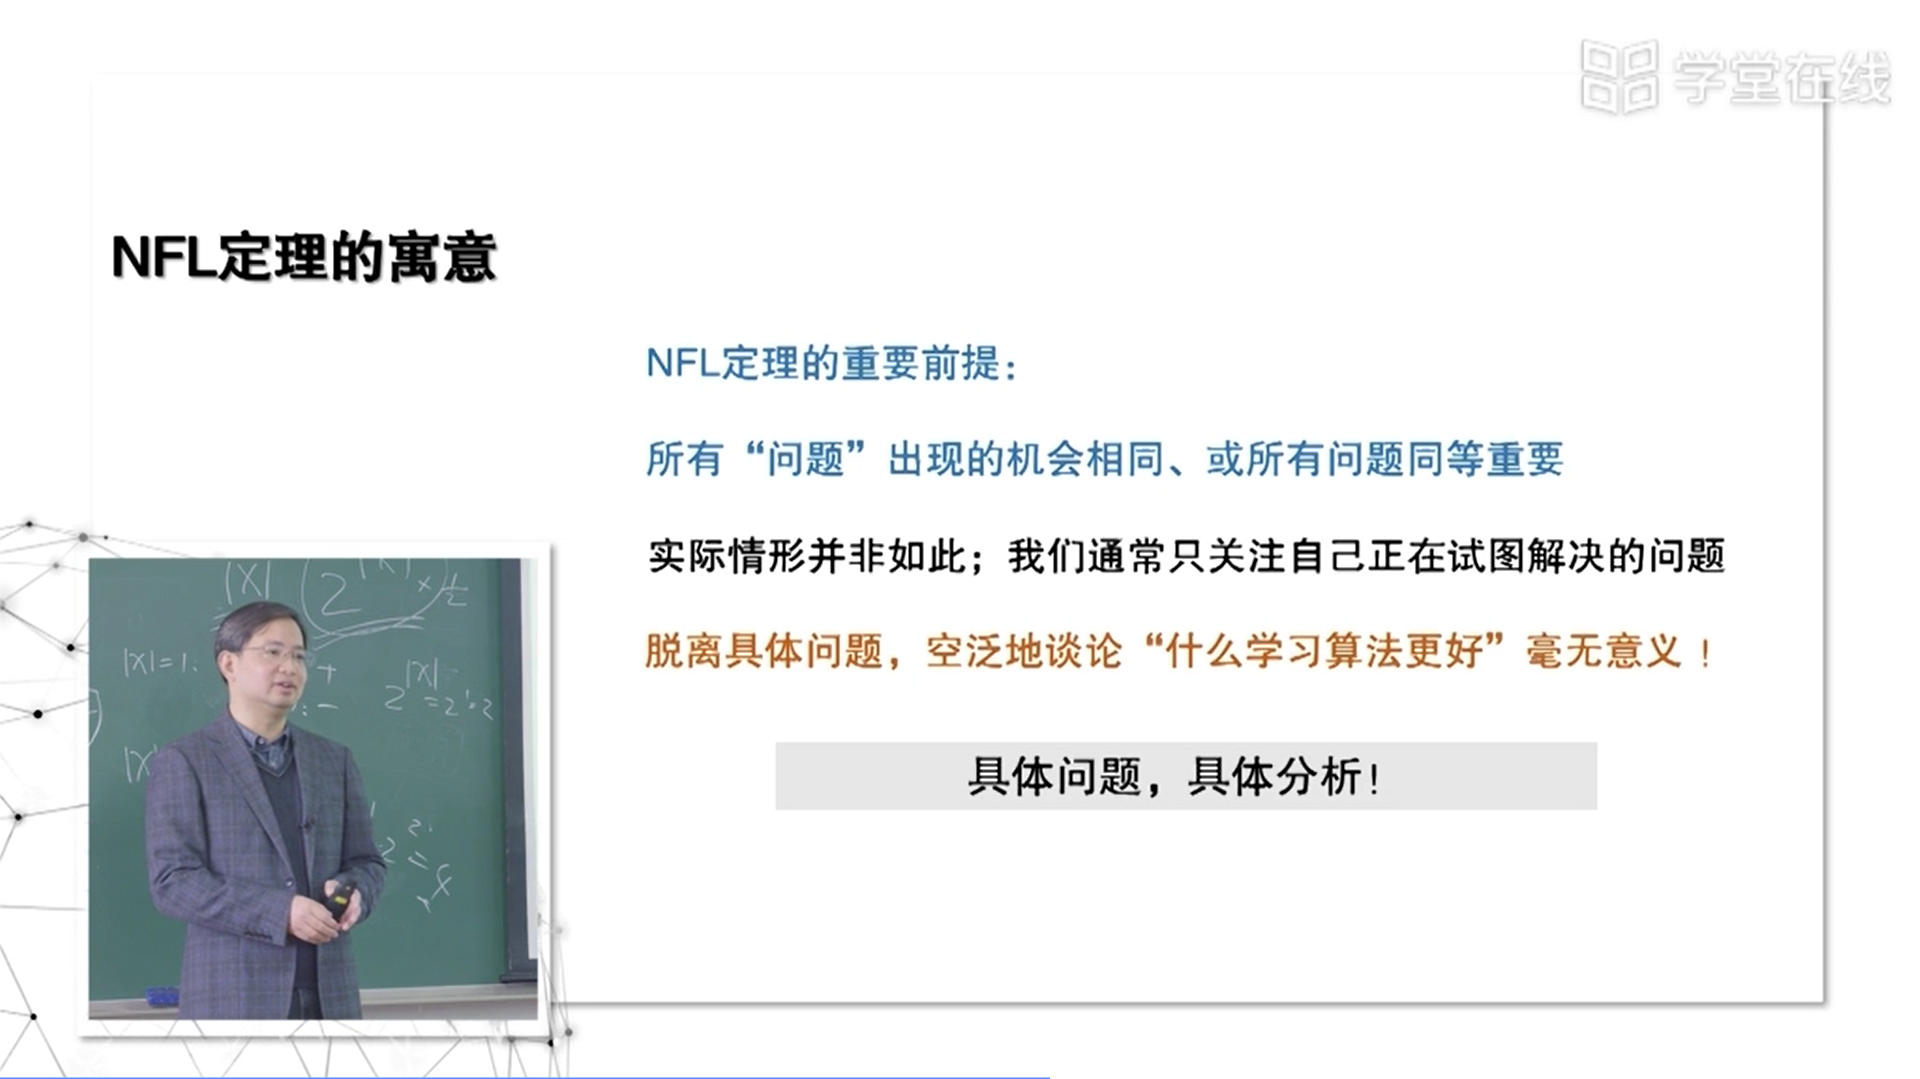 学堂在线
NFL定理的寓意
NFL定理的重要前提：
所有“问题”出现的机会相同、或所有问题同等重要
实际情形并非如此；我们通常只关注自己正在试图解决的问题
脱离具体问题，空泛地谈论“什么学习算法更好”毫无意义！
具体问题，具体分析！
|X|
2
|X|=1:
|X|
2 =2¹=2